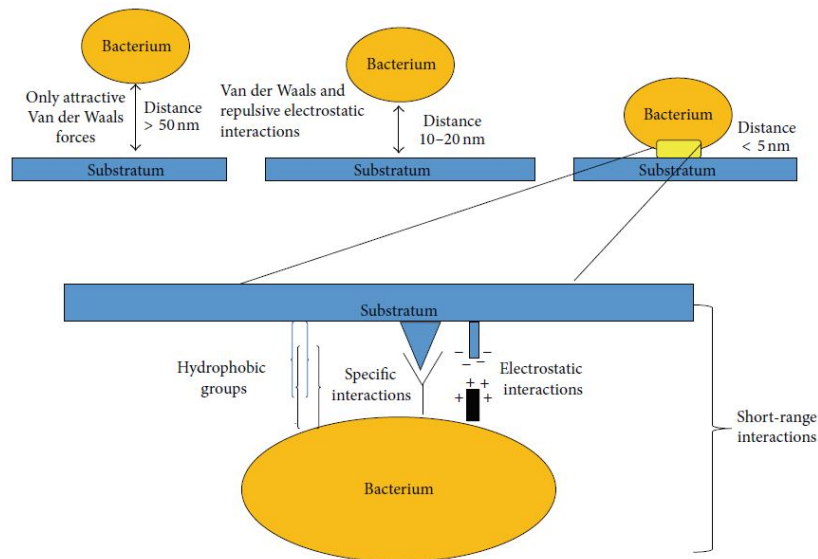 Bacterium
Only attractive
Van der Waals
forces
Distance
> 50 nm
Substratum
Bacterium
Van der Waals and
repulsive electrostatic
interactions
Distance
10–20 nm
Substratum
Bacterium
Distance
< 5 nm
Substratum
Substratum
Hydrophobic
groups
Specific
interactions
− −
− −
+ +
+ +
Electrostatic
interactions
Short-range
interactions
Bacterium